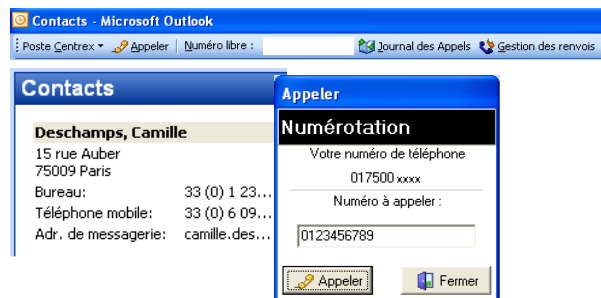 Contacts - Microsoft Outlook
Poste Centrex Appeler Numéro libre : Journal des Appels Gestion des renvois
Contacts
Deschamps, Camille
15 rue Auber
75009 Paris
Bureau: 33 (0) 1 23...
Téléphone mobile: 33 (0) 6 09...
Adr. de messagerie: camille.des...
Appeler
Numérotation
Votre numéro de téléphone
017500 xxxx
Numéro à appeler :
0123456789
Appeler Fermer